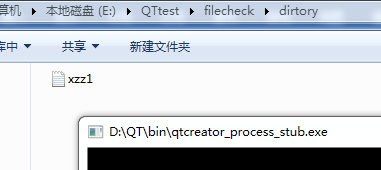 算机 ▸ 本地磁盘 (E:) ▸ QTtest ▸ filecheck ▸ dirtory
库中 共享 新建文件夹
xzz1
D:\QT\bin\qtcreator_process_stub.exe